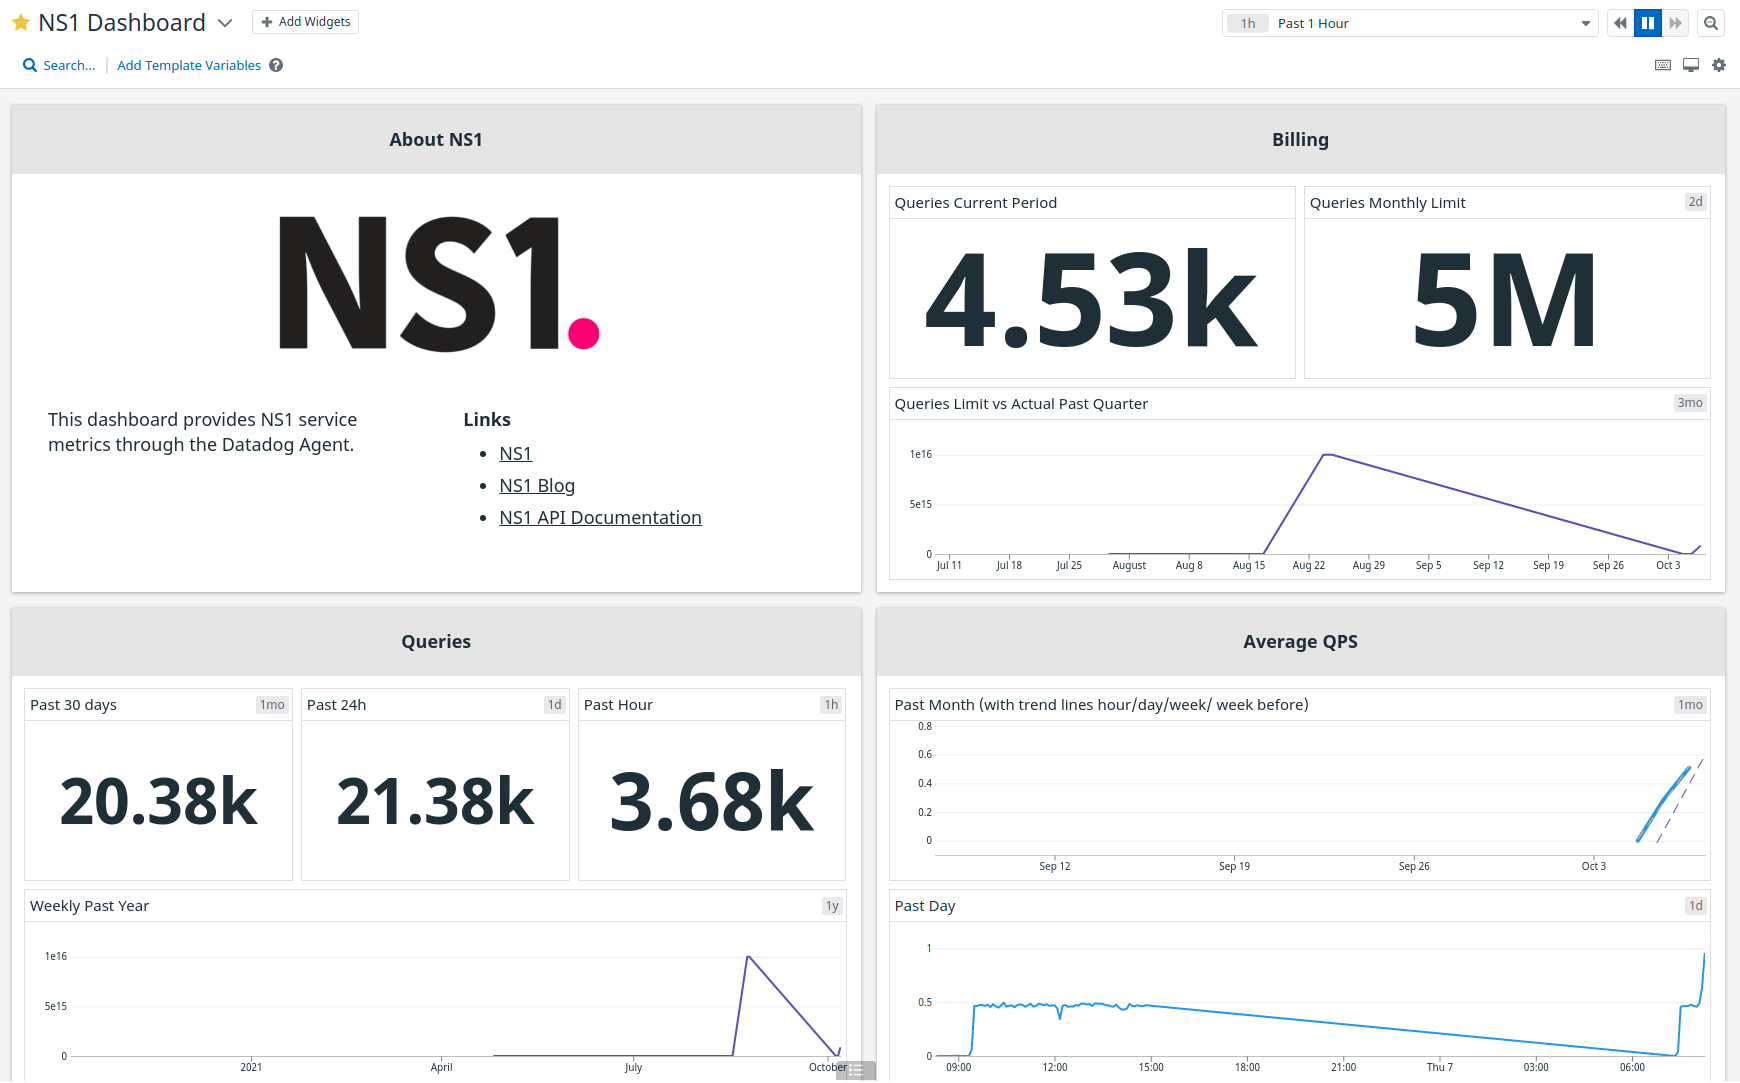 NS1 Dashboard
Add Widgets
1h Past 1 Hour
Search...
Add Template Variables
About NS1
NS1.
This dashboard provides NS1 service
metrics through the Datadog Agent.
Links
NS1
NS1 Blog
NS1 API Documentation
Billing
Queries Current Period
4.53k
Queries Monthly Limit 2d
5M
Queries Limit vs Actual Past Quarter 3mo
1e16
5e15
0
Jul 11 Jul 18 Jul 25 August Aug 8 Aug 15 Aug 22 Aug 29 Sep 5 Sep 12 Sep 19 Sep 26 Oct 3
Queries
Past 30 days 1mo
20.38k
Past 24h 1d
21.38k
Past Hour 1h
3.68k
Weekly Past Year 1y
1e16
5e15
0
2021 April July October
Average QPS
Past Month (with trend lines hour/day/week/ week before) 1mo
0.8
0.6
0.4
0.2
0
Sep 12 Sep 19 Sep 26 Oct 3
Past Day 1d
1
0.5
0
09:00 12:00 15:00 18:00 21:00 Thu 7 03:00 06:00